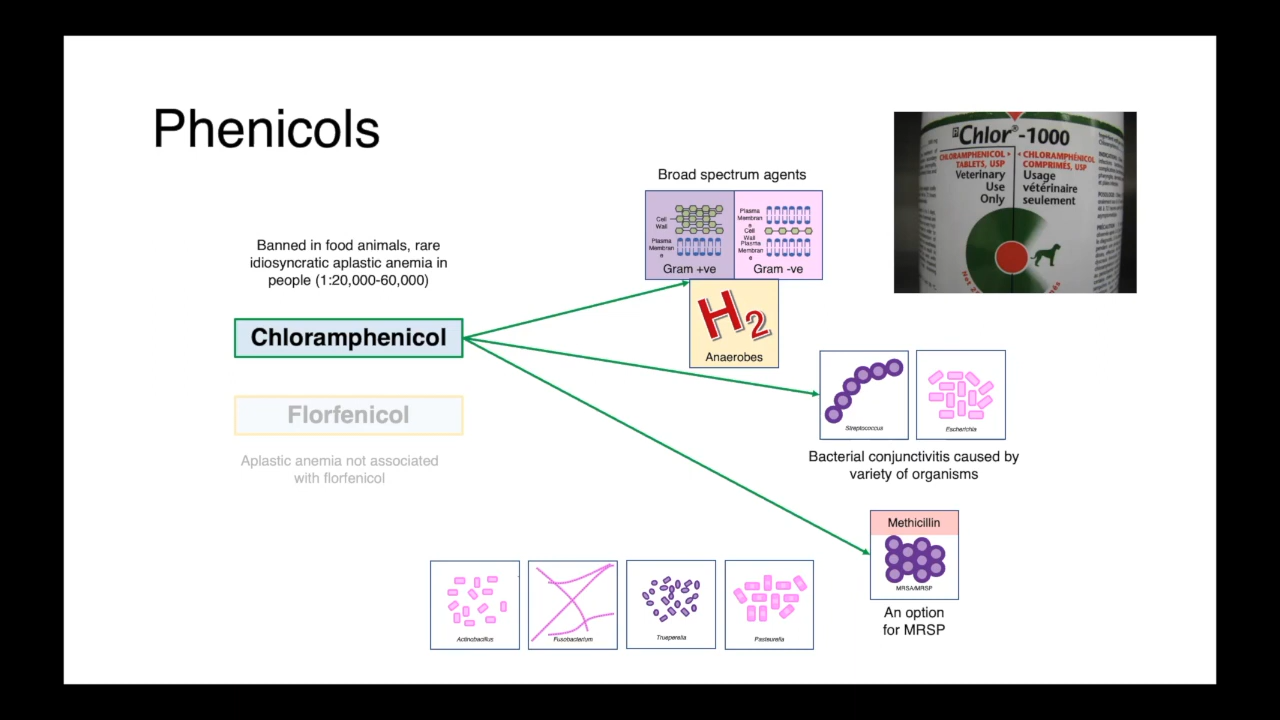 Phenicols
Banned in food animals, rare
idiosyncratic aplastic anemia in
people (1:20,000-60,000)
Chloramphenicol
Florfenicol
Aplastic anemia not associated
with florfenicol
Broad spectrum agents
Cell
Wall
Plasma
Membran
e
Gram +ve
Plasma
Membran
e
Cell
Wall
Plasma
Membran
e
Gram -ve
H2
Anaerobes
Chlor®-1000
CHLORAMPHENICOL
TABLETS, USP
Veterinary
Use
Only
CHLORAMPHÉNICOL
COMPRIMÉS, USP
Usage
vétérinaire
seulement
Streptococcus
Escherichia
Bacterial conjunctivitis caused by
variety of organisms
Methicillin
MRSA/MRSP
An option
for MRSP
Actinobacillus
Fusobacterium
Trueperella
Pasteurella